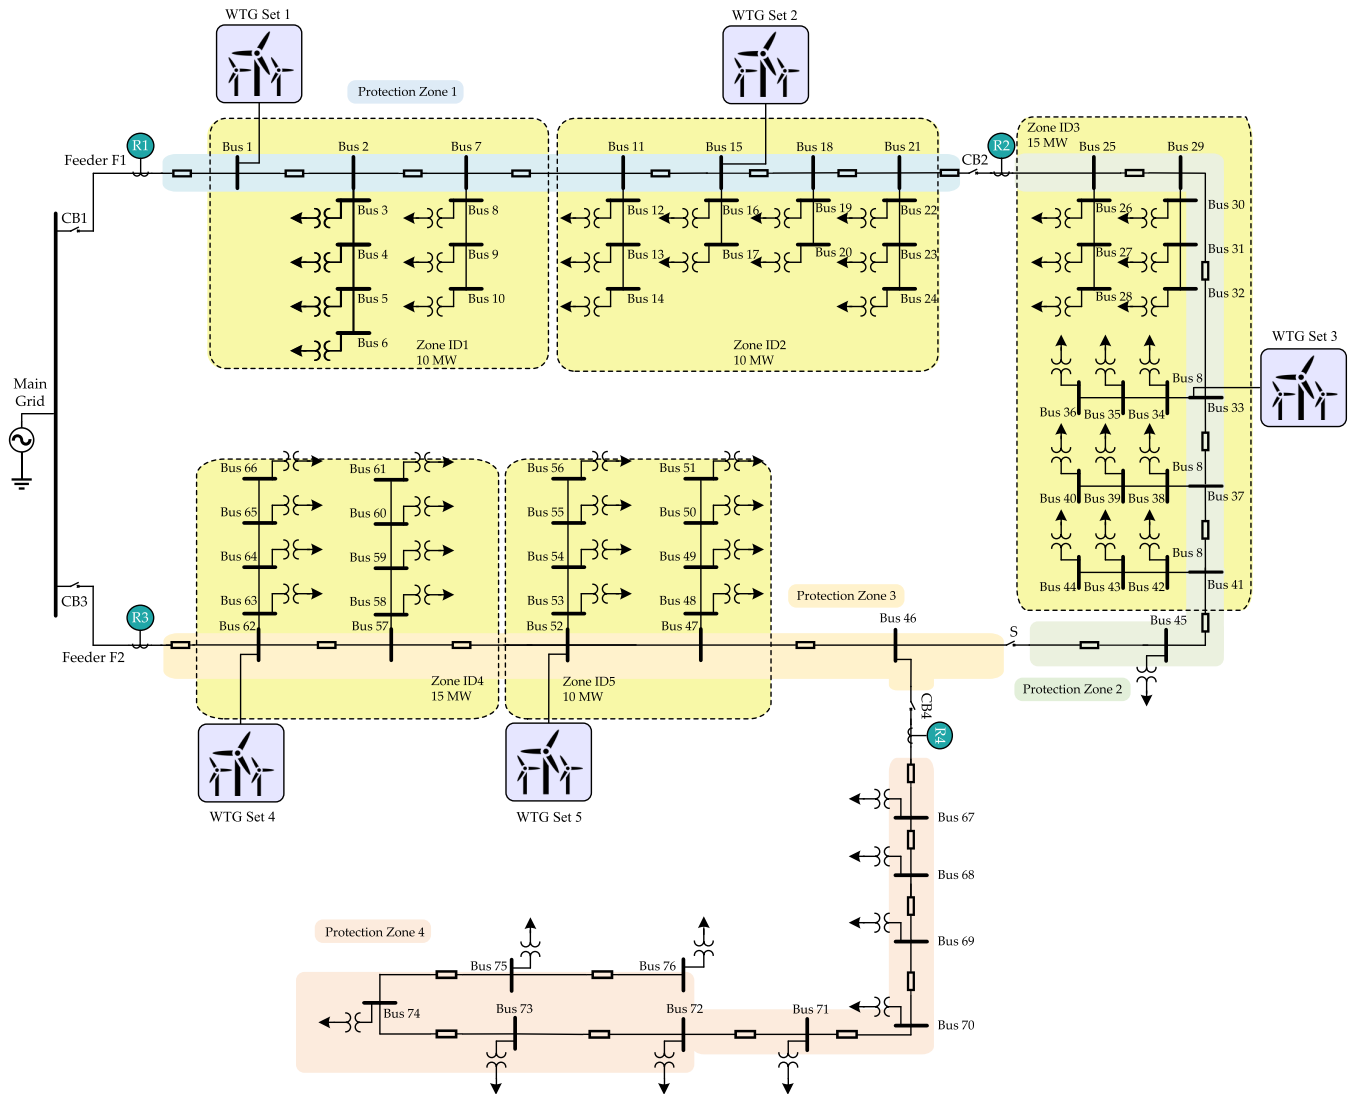 WTG Set 1
WTG Set 2
Protection Zone 1
R1
Feeder F1
Bus 1
Bus 2
Bus 7
Bus 11
Bus 15
Bus 18
Bus 21
CB2
R2
Zone ID3
15 MW
Bus 25
Bus 29
CB1
Bus 3
Bus 8
Bus 12
Bus 16
Bus 19
Bus 22
Bus 26
Bus 30
Bus 4
Bus 9
Bus 13
Bus 17
Bus 20
Bus 23
Bus 27
Bus 31
Bus 5
Bus 10
Bus 14
Bus 24
Bus 28
Bus 32
Bus 6
Zone ID1
10 MW
Zone ID2
10 MW
WTG Set 3
Main
Grid
Bus 8
Bus 36
Bus 35
Bus 34
Bus 33
Bus 66
Bus 61
Bus 56
Bus 51
Bus 8
Bus 40
Bus 39
Bus 38
Bus 37
Bus 65
Bus 60
Bus 55
Bus 50
Bus 64
Bus 59
Bus 54
Bus 49
Bus 8
Bus 44
Bus 43
Bus 42
Bus 41
CB3
Bus 63
Bus 58
Bus 53
Bus 48
Protection Zone 3
R3
Bus 62
Bus 57
Bus 52
Bus 47
Bus 46
S
Bus 45
Feeder F2
Zone ID4
15 MW
Zone ID5
10 MW
Protection Zone 2
CB4
R4
WTG Set 4
WTG Set 5
Bus 67
Bus 68
Protection Zone 4
Bus 69
Bus 75
Bus 76
Bus 74
Bus 73
Bus 72
Bus 71
Bus 70